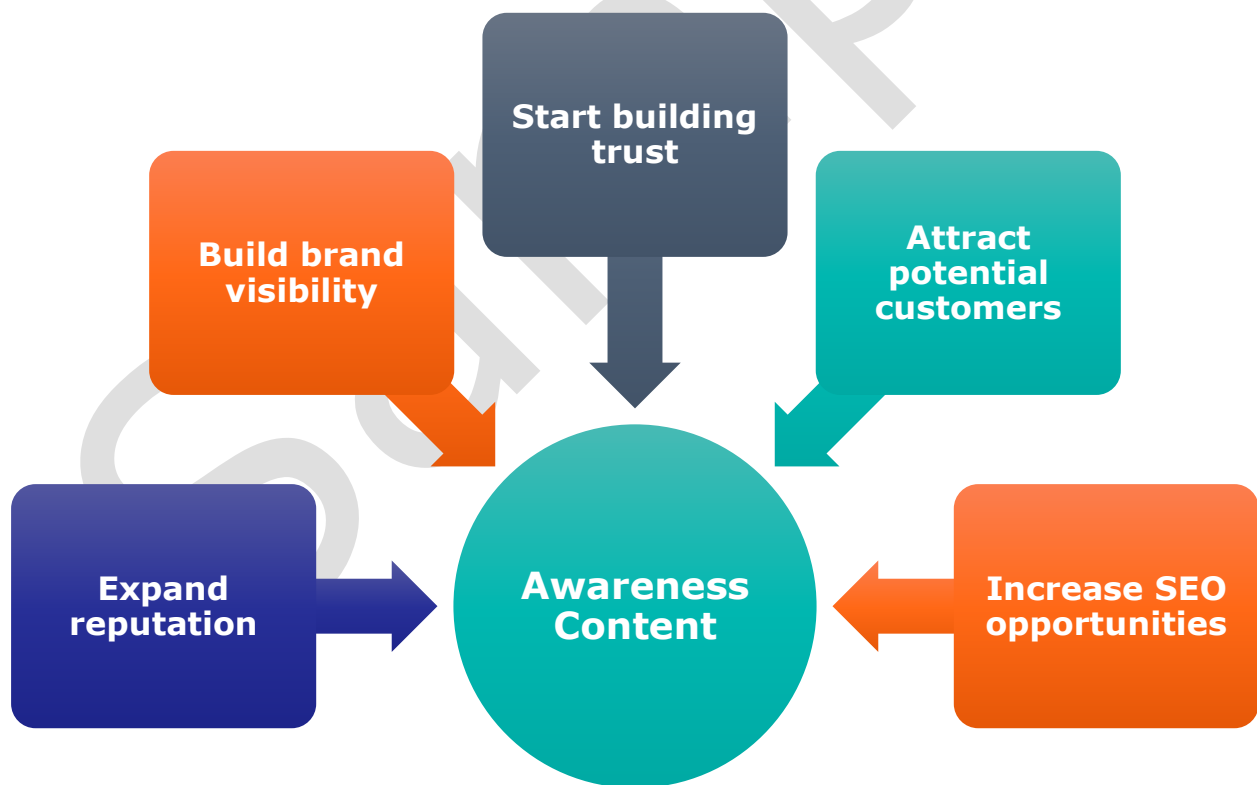 Start building
trust
Build brand
visibility
Attract
potential
customers
Expand
reputation
Awareness
Content
Increase SEO
opportunities